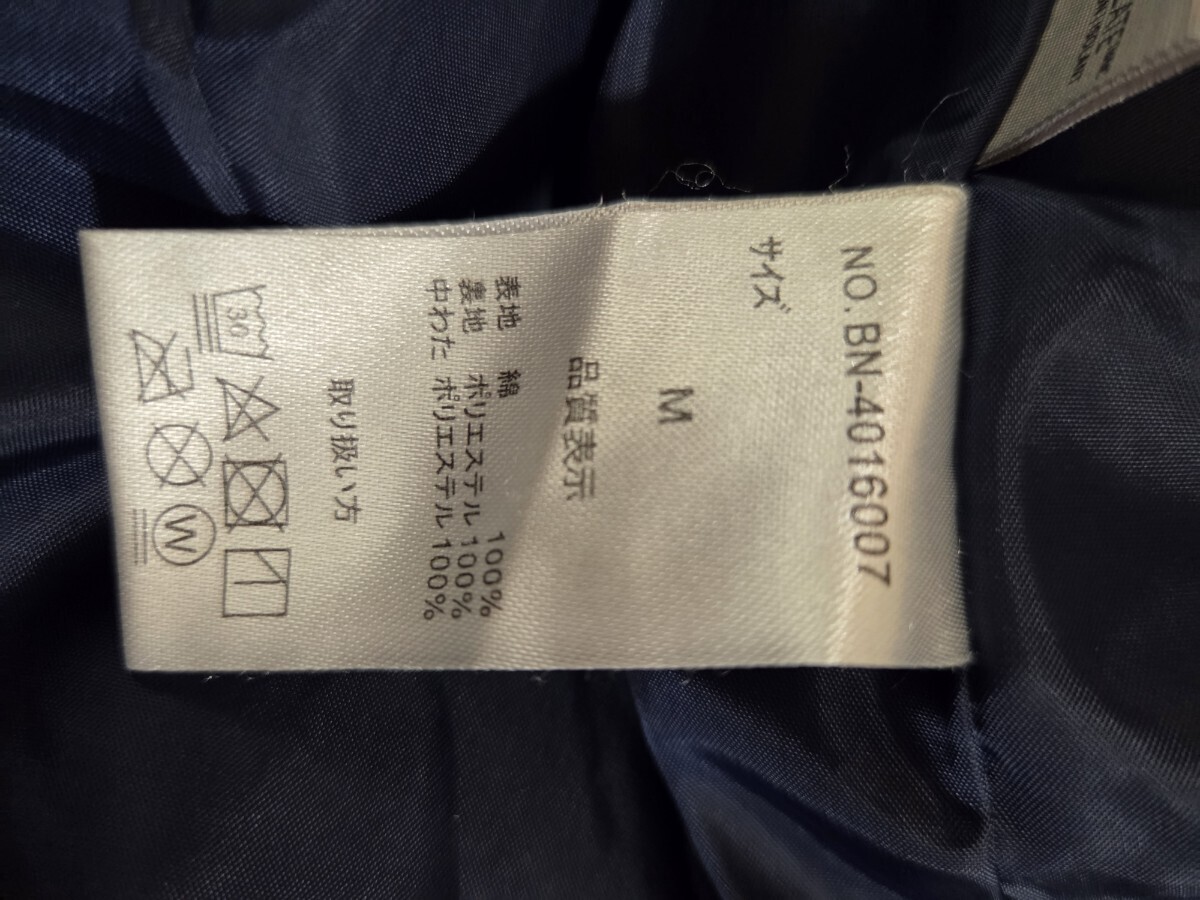 NO.BN-4016007
サイズ
M
品質表示
表地 綿 100%
裏地 ポリエステル 100%
中わた ポリエステル 100%
取り扱い方
30
W